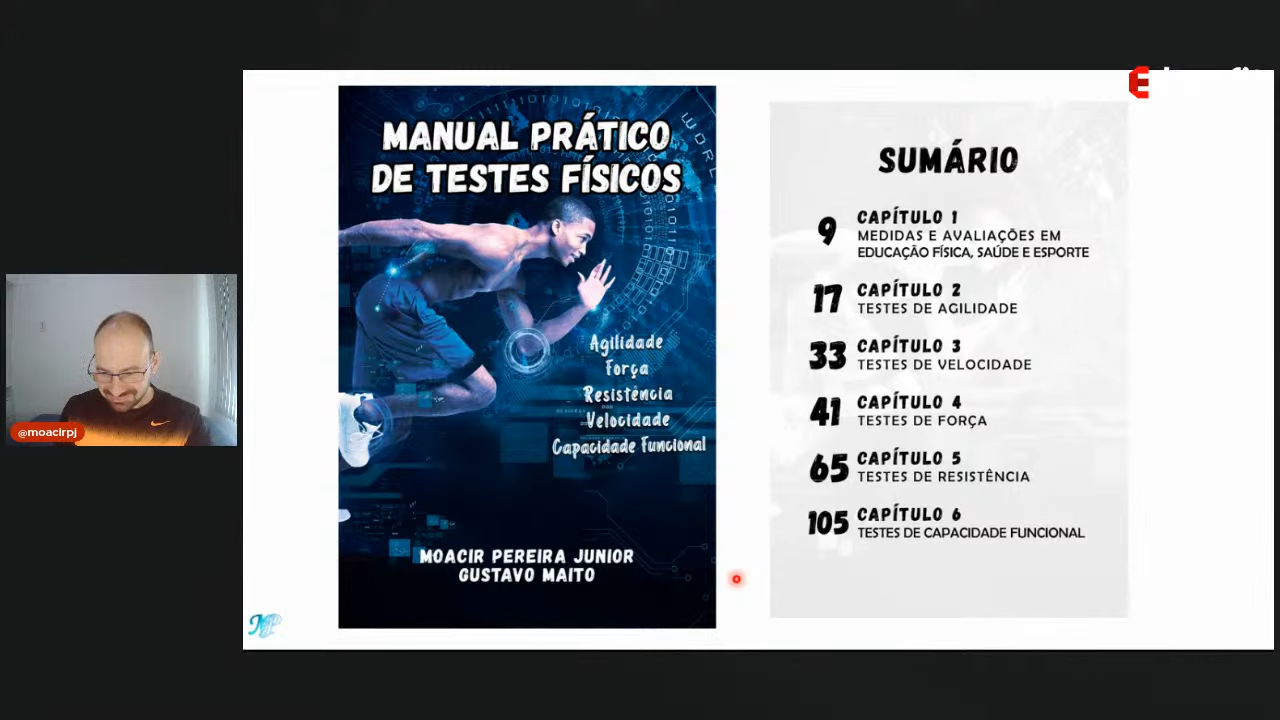 MANUAL PRÁTICO
DE TESTES FÍSICOS
Agilidade
Força
Resistência
Velocidade
Capacidade Funcional
MOACIR PEREIRA JUNIOR
GUSTAVO MAITO
SUMÁRIO
9
CAPÍTULO 1
MEDIDAS E AVALIAÇÕES EM
EDUCAÇÃO FÍSICA, SAÚDE E ESPORTE
17
CAPÍTULO 2
TESTES DE AGILIDADE
33
CAPÍTULO 3
TESTES DE VELOCIDADE
41
CAPÍTULO 4
TESTES DE FORÇA
65
CAPÍTULO 5
TESTES DE RESISTÊNCIA
105
CAPÍTULO 6
TESTES DE CAPACIDADE FUNCIONAL
@moacirpj
MP